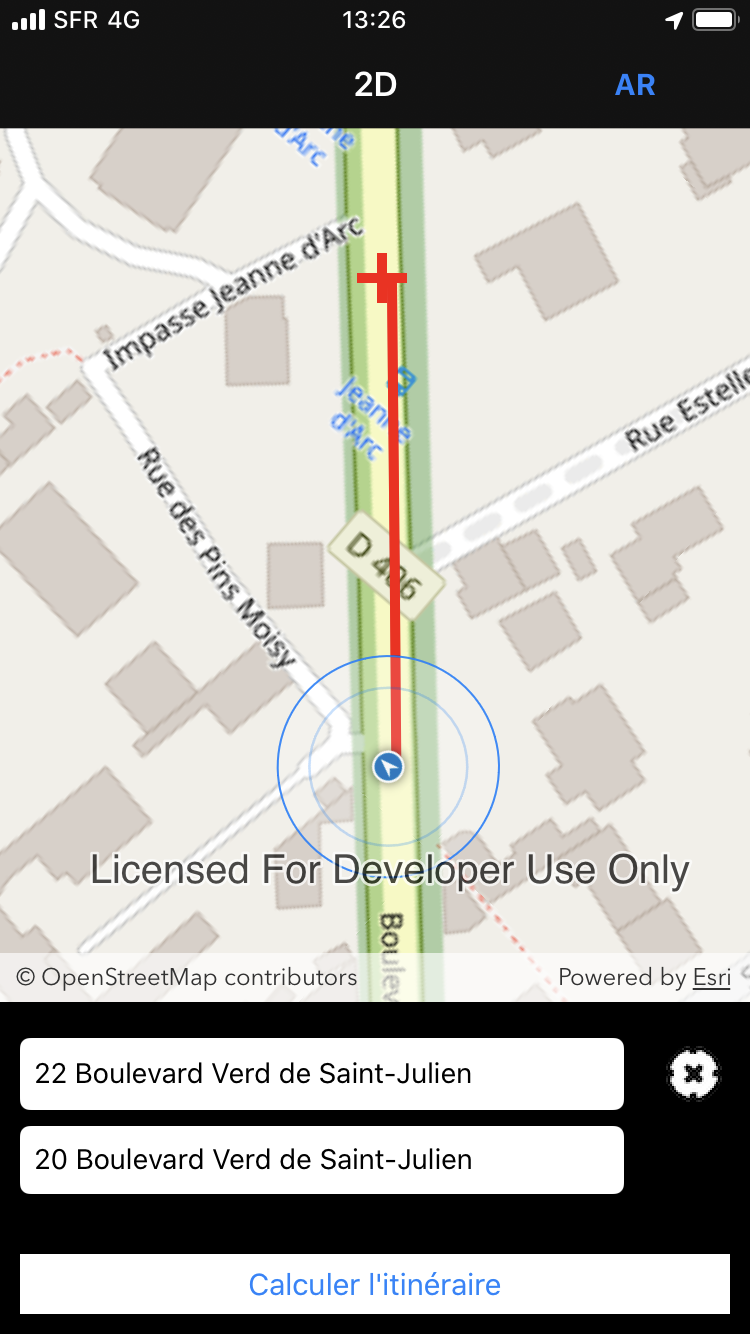 SFR 4G
13:26
2D
AR
d'Arc
Impasse Jeanne d'Arc
Jeanne
d'Arc
Rue Estelle
Rue des Pins Moisy
D 406
Licensed For Developer Use Only
Boulev
© OpenStreetMap contributors
Powered by Esri
22 Boulevard Verd de Saint-Julien
20 Boulevard Verd de Saint-Julien
Calculer l'itinéraire